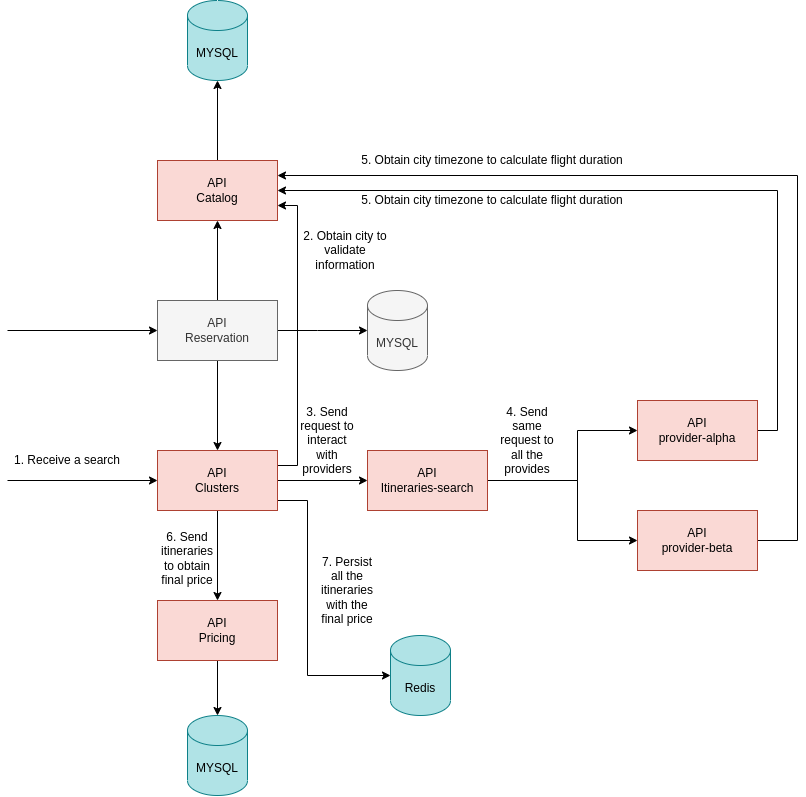 MYSQL
API
Catalog
5. Obtain city timezone to calculate flight duration
5. Obtain city timezone to calculate flight duration
2. Obtain city to
validate
information
API
Reservation
MYSQL
1. Receive a search
API
Clusters
3. Send
request to
interact
with
providers
API
Itineraries-search
4. Send
same
request to
all the
provides
API
provider-alpha
API
provider-beta
6. Send
itineraries
to obtain
final price
7. Persist
all the
itineraries
with the
final price
API
Pricing
Redis
MYSQL